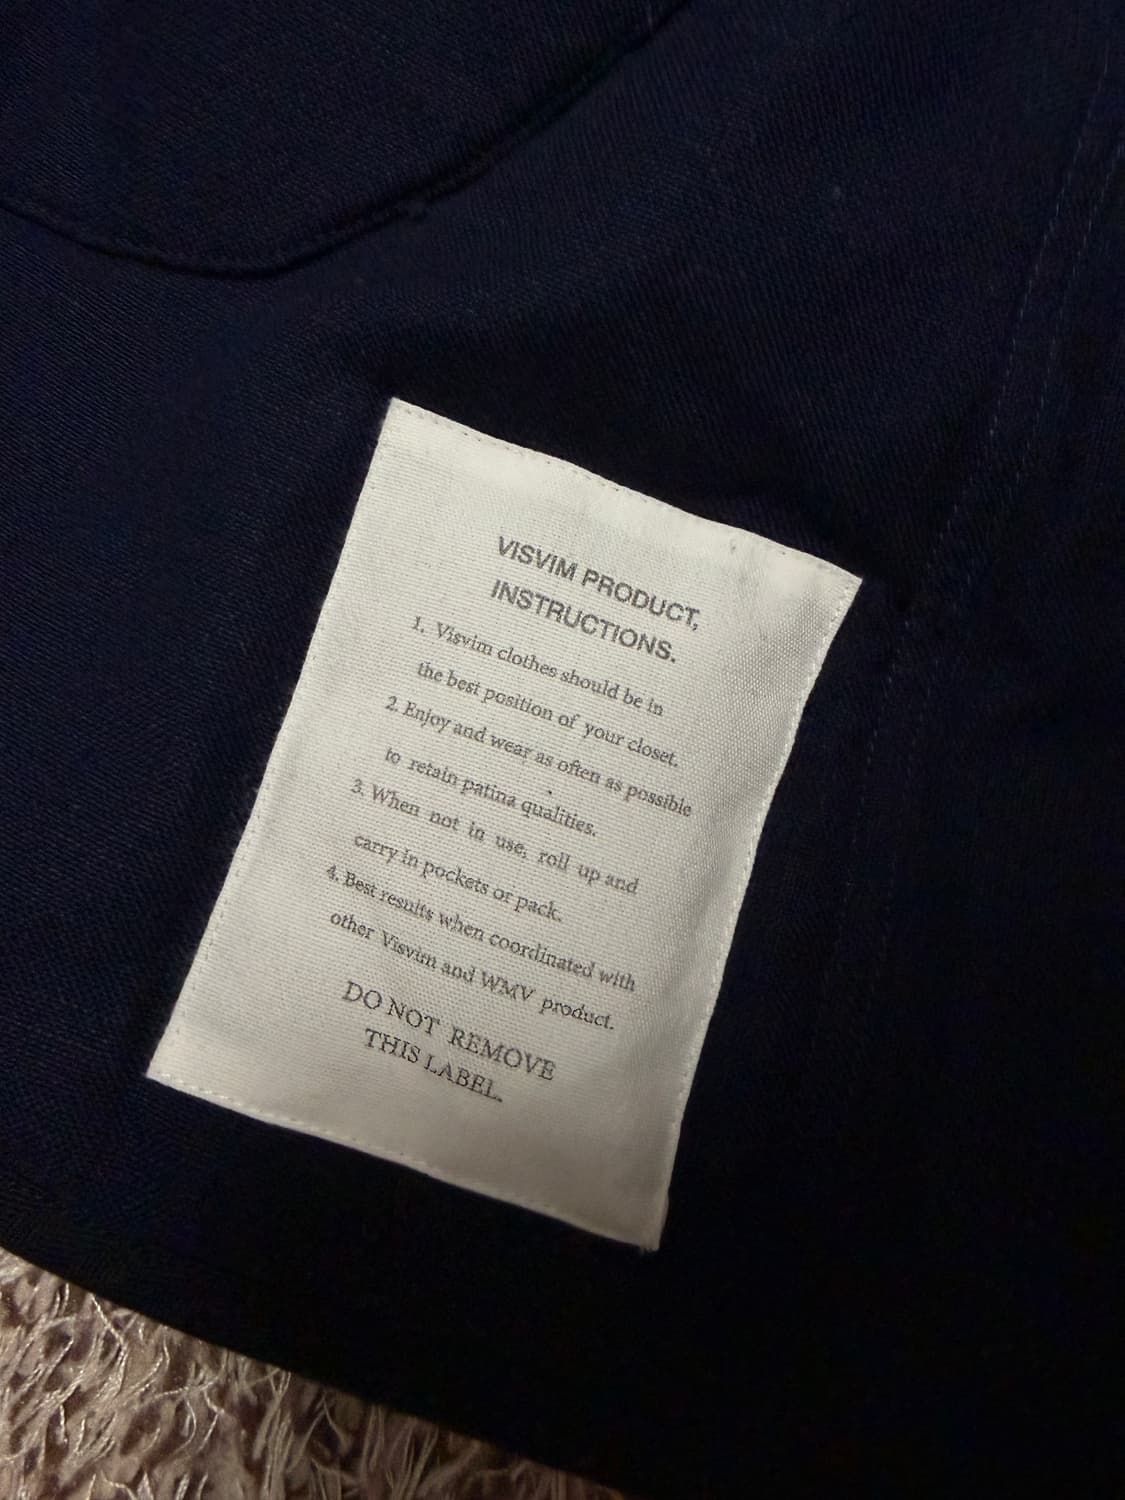 VISVIM PRODUCT,
INSTRUCTIONS.
1. Visvim clothes should be in
the best position of your closet.
2. Enjoy and wear as often as possible
to retain patina qualities.
3. When not in use, roll up and
carry in pockets or pack.
4. Best results when coordinated with
other Visvim and WMV product.
DO NOT REMOVE
THIS LABEL.